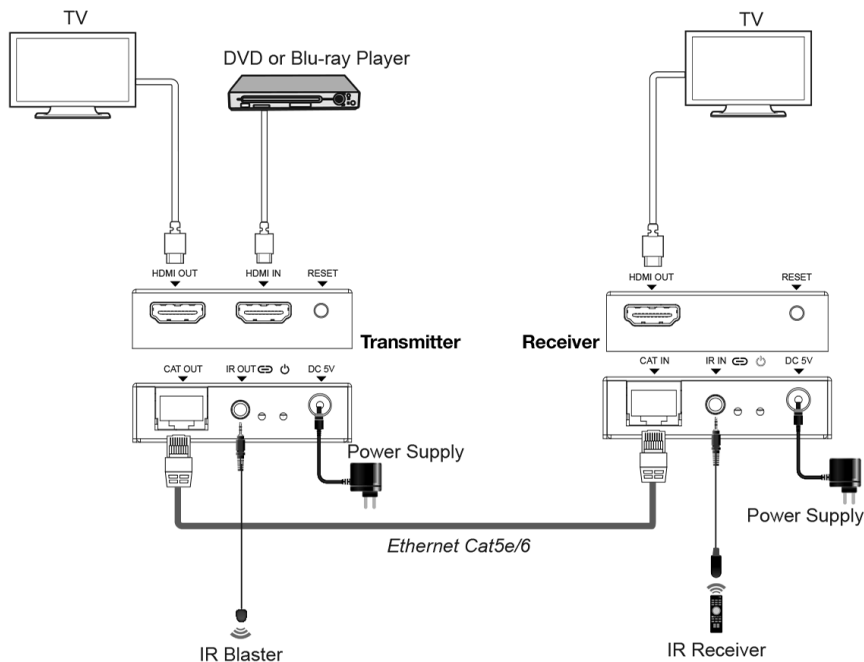 TV
TV
DVD or Blu-ray Player
HDMI OUT
HDMI IN
RESET
HDMI OUT
RESET
Transmitter
Receiver
CAT OUT
IR OUT
DC 5V
CAT IN
IR IN
DC 5V
Power Supply
Power Supply
Ethernet Cat5e/6
IR Blaster
IR Receiver